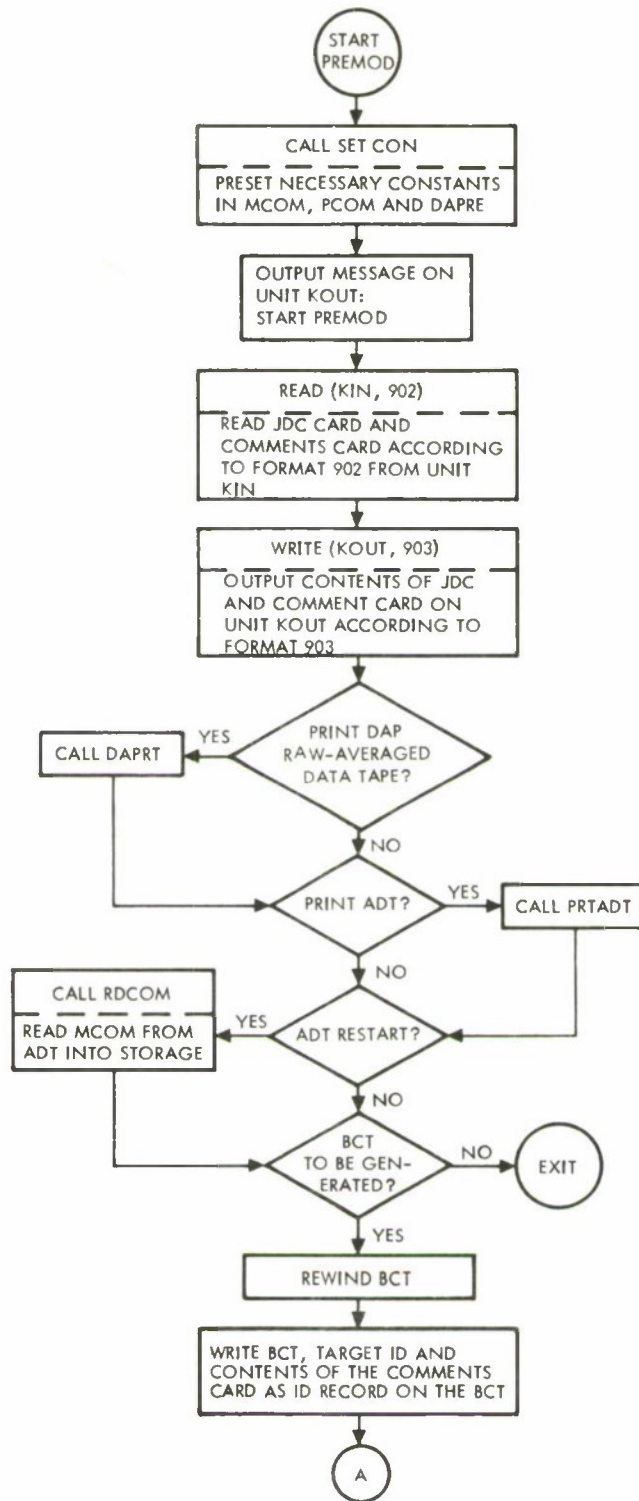 START
PREMOD
CALL SET CON
PRESET NECESSARY CONSTANTS
IN MCOM, PCOM AND DAPRE
OUTPUT MESSAGE ON
UNIT KOUT:
START PREMOD
READ (KIN, 902)
READ JDC CARD AND
COMMENTS CARD ACCORDING
TO FORMAT 902 FROM UNIT
KIN
WRITE (KOUT, 903)
OUTPUT CONTENTS OF JDC
AND COMMENT CARD ON
UNIT KOUT ACCORDING TO
FORMAT 903
PRINT DAP
RAW-AVERAGED
DATA TAPE?
YES
CALL DAPRT
NO
PRINT ADT?
YES
CALL PRTADT
NO
CALL RDCOM
READ MCOM FROM
ADT INTO STORAGE
YES
ADT RESTART?
NO
BCT
TO BE GEN-
ERATED?
NO
EXIT
YES
REWIND BCT
WRITE BCT, TARGET ID AND
CONTENTS OF THE COMMENTS
CARD AS ID RECORD ON THE BCT
A